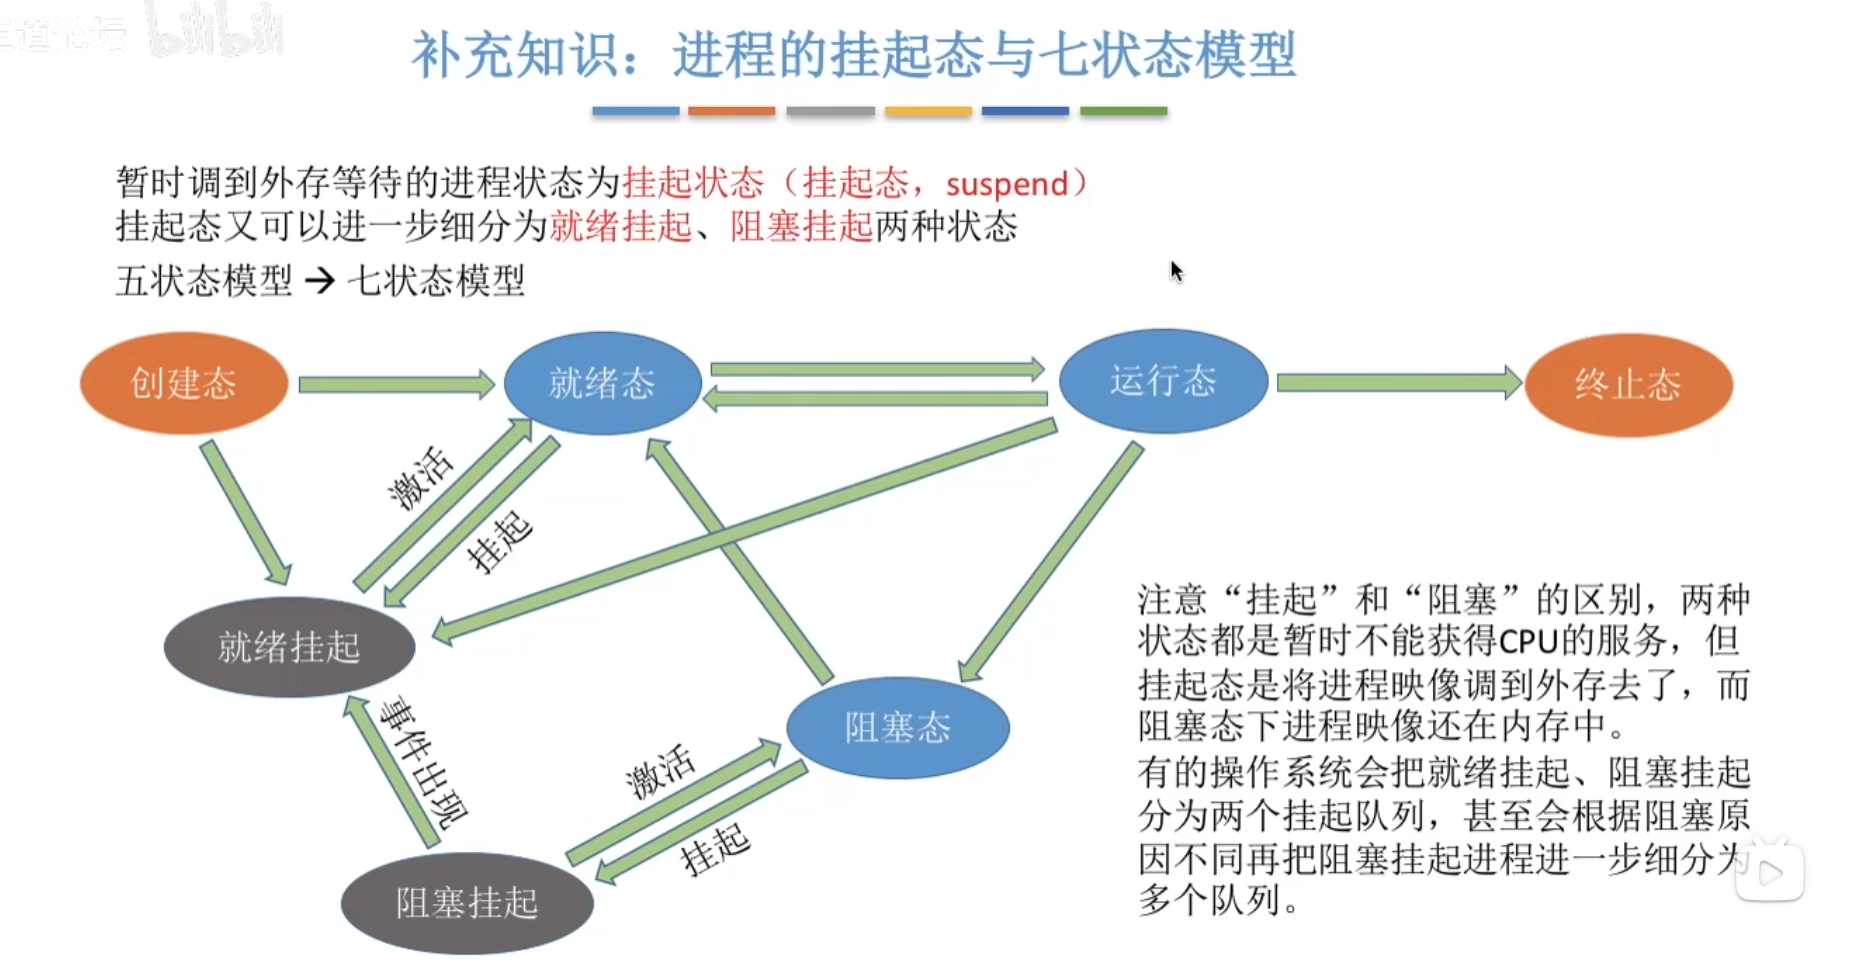 王道论坛 bilibili
补充知识：进程的挂起态与七状态模型
暂时调到外存等待的进程状态为挂起状态（挂起态，suspend）
挂起态又可以进一步细分为就绪挂起、阻塞挂起两种状态
五状态模型→七状态模型
创建态
就绪态
运行态
终止态
激活
挂起
就绪挂起
事件出现
阻塞态
激活
挂起
阻塞挂起
注意“挂起”和“阻塞”的区别，两种
状态都是暂时不能获得CPU的服务，但
挂起态是将进程映像调到外存去了，而
阻塞态下进程映像还在内存中。
有的操作系统会把就绪挂起、阻塞挂起
分为两个挂起队列，甚至会根据阻塞原
因不同再把阻塞挂起进程进一步细分为
多个队列。